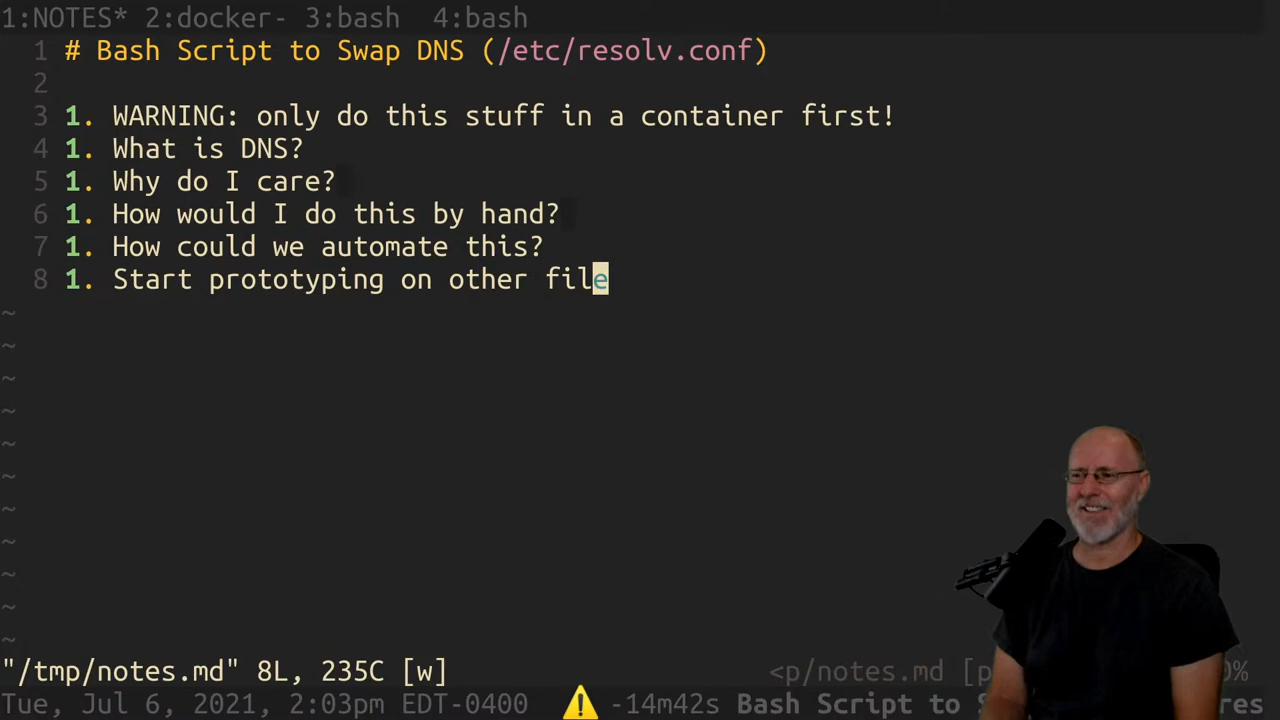 1:NOTES* 2:docker- 3:bash 4:bash
1 # Bash Script to Swap DNS (/etc/resolv.conf)
2
3 1. WARNING: only do this stuff in a container first!
4 1. What is DNS?
5 1. Why do I care?
6 1. How would I do this by hand?
7 1. How could we automate this?
8 1. Start prototyping on other file
~
~
~
~
~
~
~
~
~
~
~
"/tmp/notes.md" 8L, 235C [w] <p/notes.md [p
Tue, Jul 6, 2021, 2:03pm EDT-0400 ⚠️ -14m42s Bash Script to